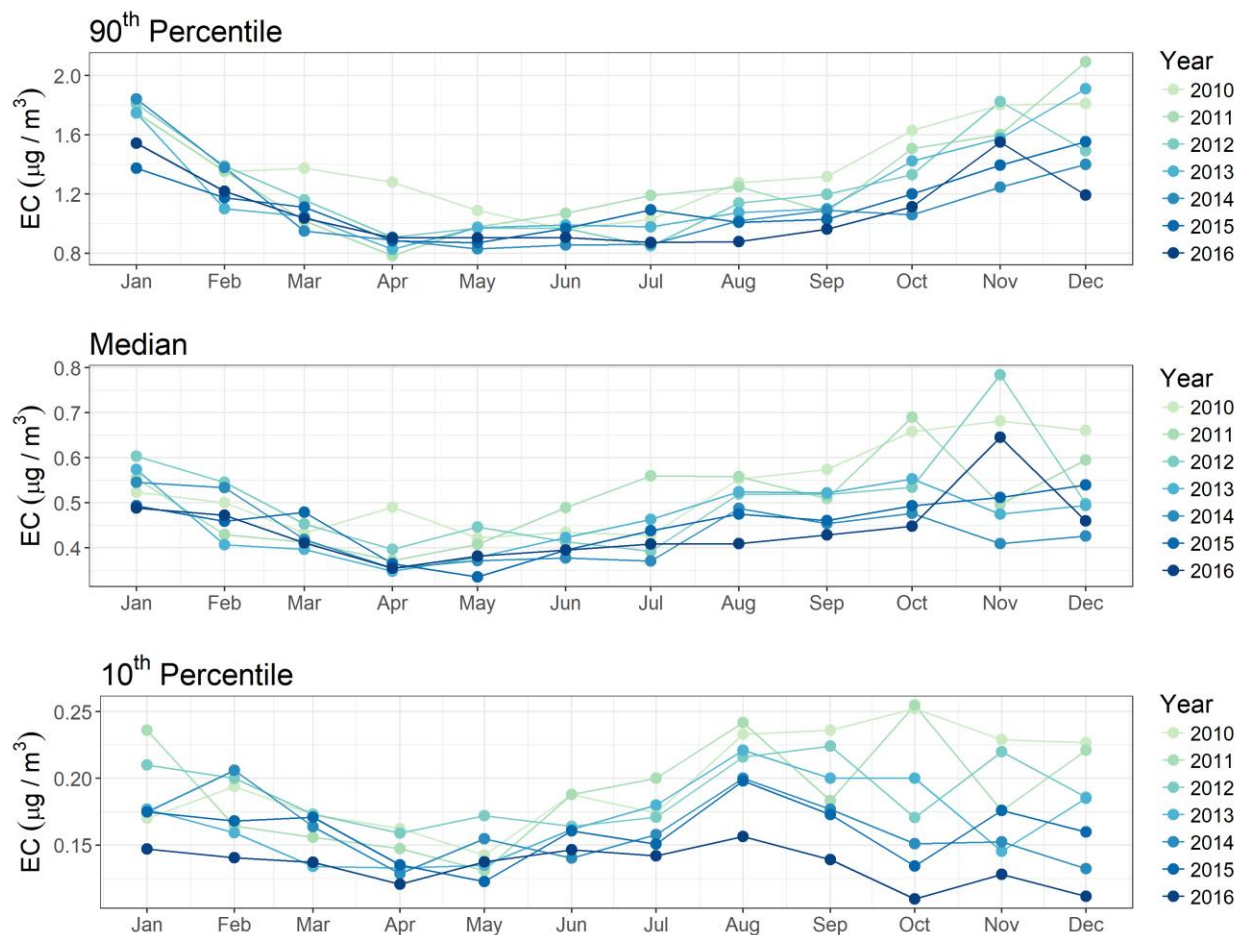 90th Percentile
EC (µg / m³)
2.0
1.6
1.2
0.8
Jan Feb Mar Apr May Jun Jul Aug Sep Oct Nov Dec
Year
2010
2011
2012
2013
2014
2015
2016
Median
EC (µg / m³)
0.8
0.7
0.6
0.5
0.4
Jan Feb Mar Apr May Jun Jul Aug Sep Oct Nov Dec
Year
2010
2011
2012
2013
2014
2015
2016
10th Percentile
EC (µg / m³)
0.25
0.20
0.15
Jan Feb Mar Apr May Jun Jul Aug Sep Oct Nov Dec
Year
2010
2011
2012
2013
2014
2015
2016